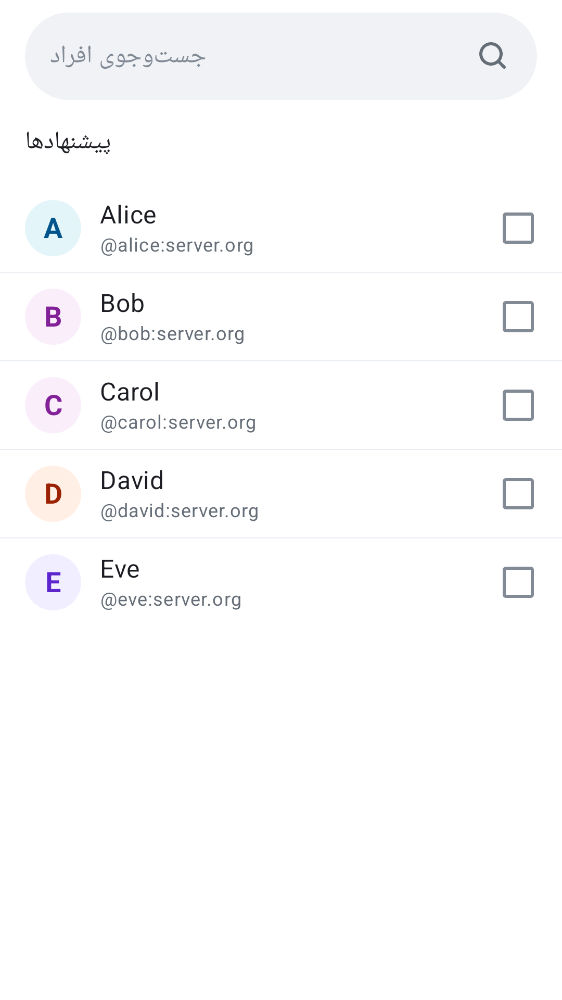 جست‌وجوی افراد
پیشنهادها
A
Alice
@alice:server.org
B
Bob
@bob:server.org
C
Carol
@carol:server.org
D
David
@david:server.org
E
Eve
@eve:server.org